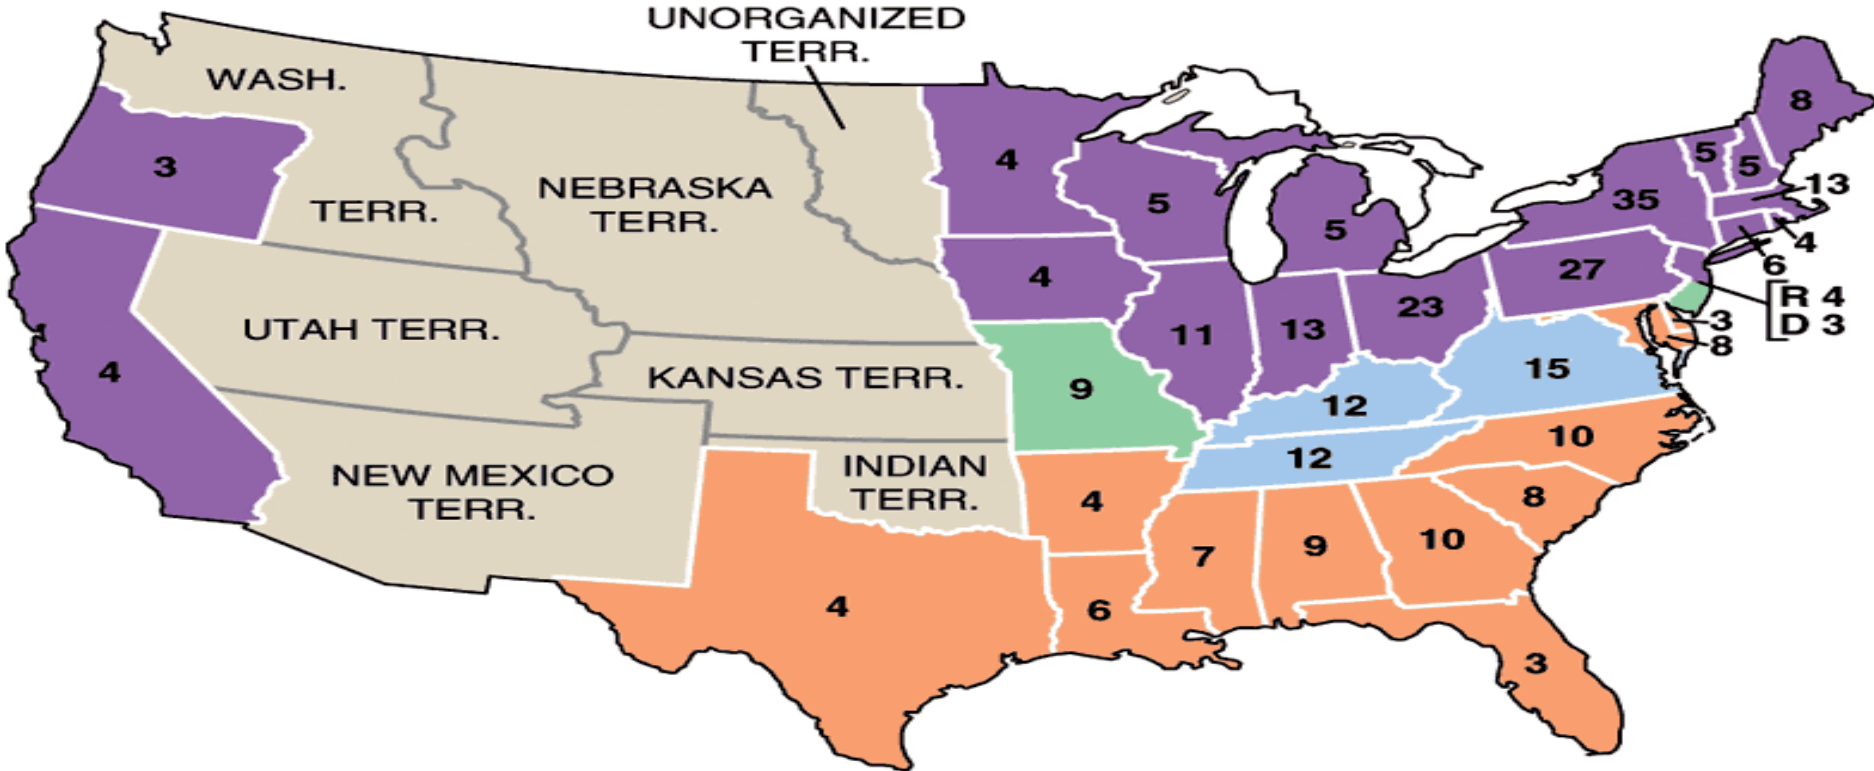 UNORGANIZED
TERR.
WASH.
TERR.
NEBRASKA
TERR.
UTAH TERR.
KANSAS TERR.
NEW MEXICO
TERR.
INDIAN
TERR.
3
4
4
4
9
4
4
6
5
11
5
13
23
12
12
7
9
10
3
8
10
15
27
35
5
5
8
13
4
6
R 4
D 3
3
8